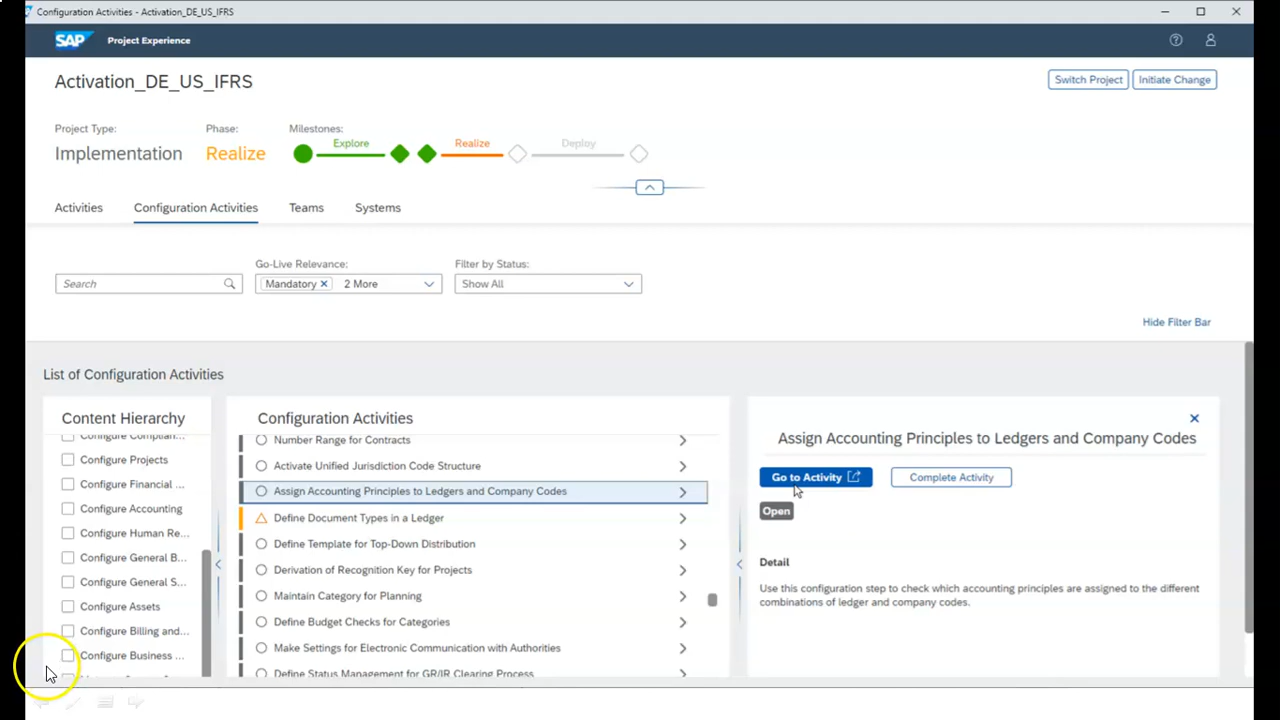 Configuration Activities - Activation_DE_US_IFRS
SAP Project Experience
Activation_DE_US_IFRS
Switch Project
Initiate Change
Project Type:
Implementation
Phase:
Realize
Milestones:
Explore
Realize
Deploy
Activities
Configuration Activities
Teams
Systems
Search
Go-Live Relevance:
Mandatory
2 More
Filter by Status:
Show All
Hide Filter Bar
List of Configuration Activities
Content Hierarchy
Configure Complian...
Configure Projects
Configure Financial ...
Configure Accounting
Configure Human Re...
Configure General B...
Configure General S...
Configure Assets
Configure Billing and...
Configure Business ...
Configuration Activities
Number Range for Contracts
Activate Unified Jurisdiction Code Structure
Assign Accounting Principles to Ledgers and Company Codes
Define Document Types in a Ledger
Define Template for Top-Down Distribution
Derivation of Recognition Key for Projects
Maintain Category for Planning
Define Budget Checks for Categories
Make Settings for Electronic Communication with Authorities
Define Status Management for GR/IR Clearing Process
Assign Accounting Principles to Ledgers and Company Codes
Go to Activity
Complete Activity
Open
Detail
Use this configuration step to check which accounting principles are assigned to the different
combinations of ledger and company codes.